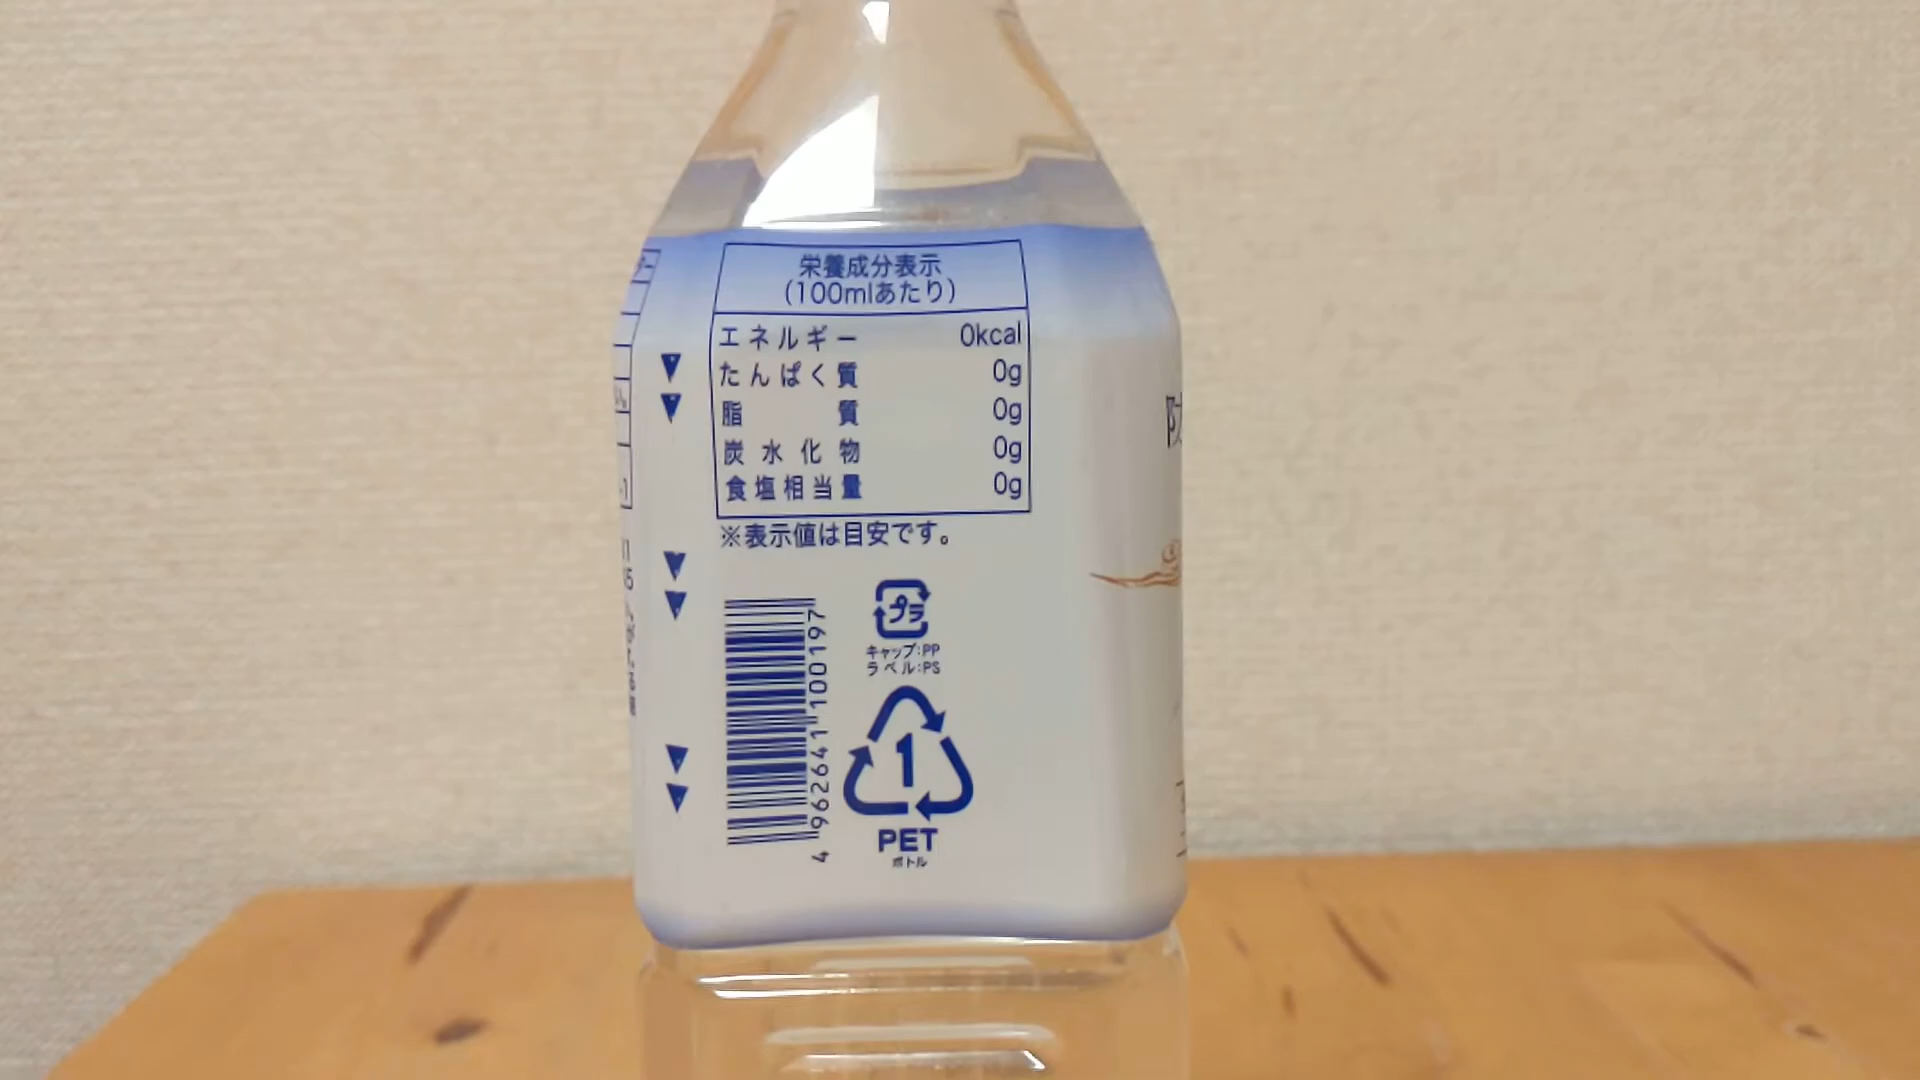 栄養成分表示
(100mlあたり)
エネルギー 0kcal
たんぱく質 0g
脂質 0g
炭水化物 0g
食塩相当量 0g
※表示値は目安です。
プラ
キャップ:PP
ラベル:PS
4 962641 100197
1
PET
ボトル